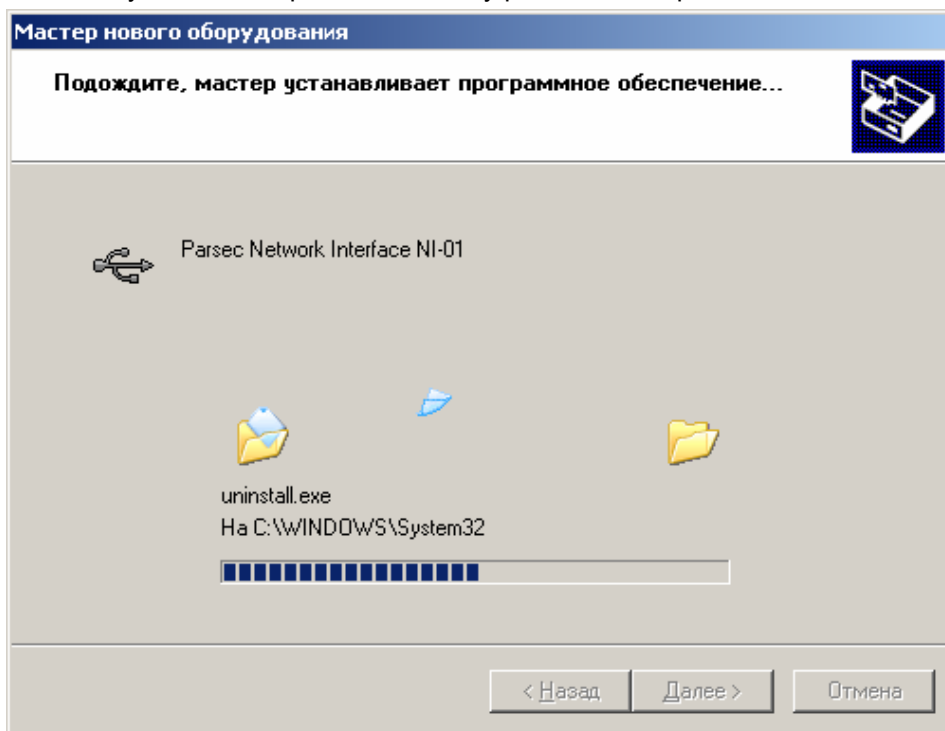 Мастер нового оборудования
Подождите, мастер устанавливает программное обеспечение...
Parsec Network Interface NI-01
uninstall.exe
На C:\WINDOWS\System32
< Назад
Далее >
Отмена